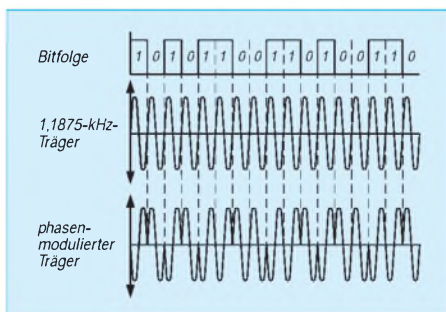 Bitfolge
1 0 1 0 1 1 0 0 1 1 0 1 0 0 1 1 0
1,1875-kHz-
Träger
phasen-
modulierter
Träger